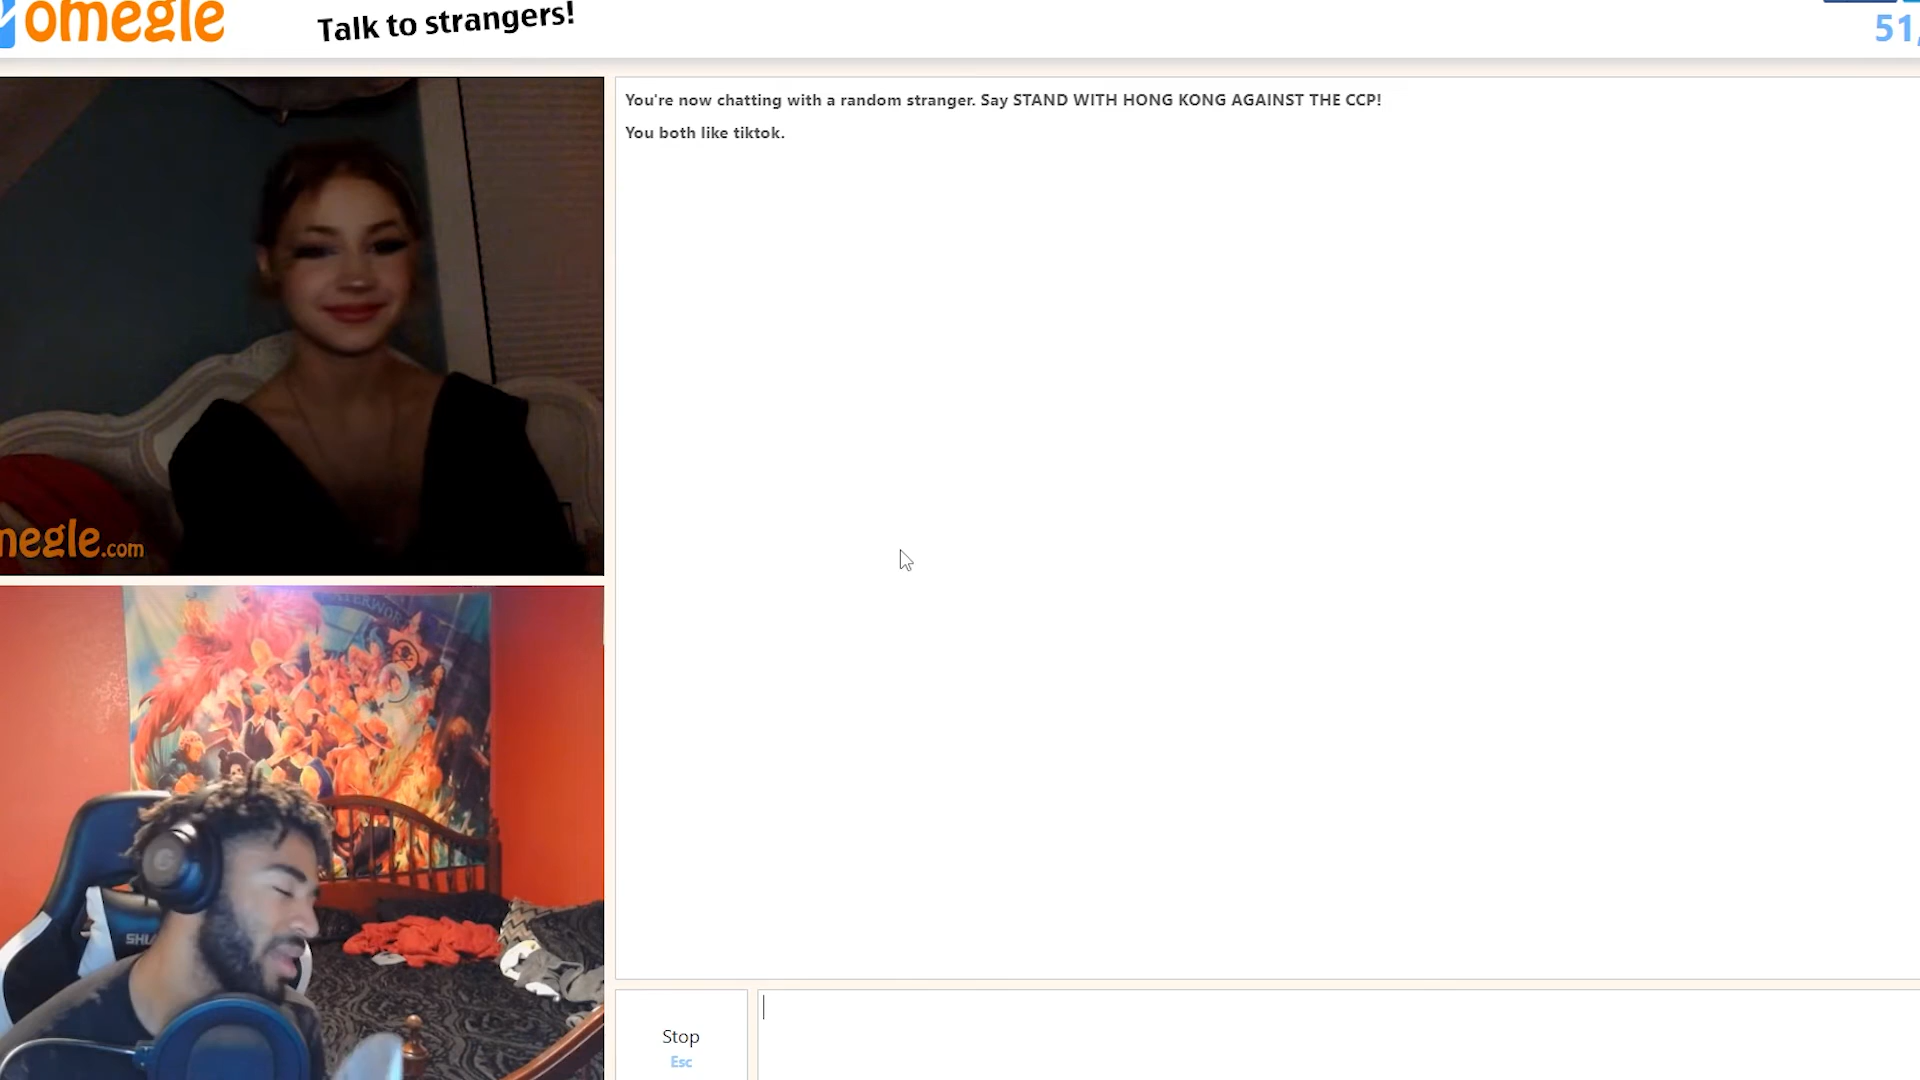 omegle
Talk to strangers!
51,
You're now chatting with a random stranger. Say STAND WITH HONG KONG AGAINST THE CCP!
You both like tiktok.
megle.com
G
Stop
Esc